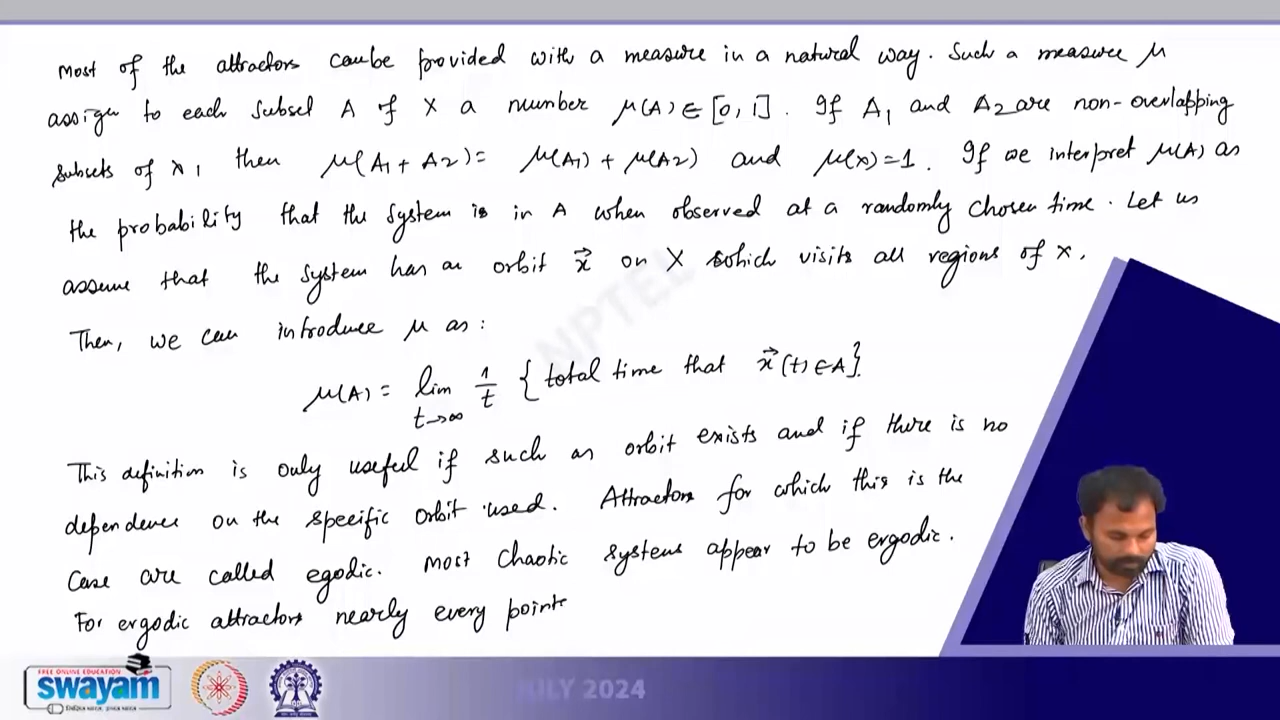 Most of the attractors can be provided with a measure in a natural way. Such a measure μ
assign to each subset A of X a number μ(A) ∈ [0, 1]. If A1 and A2 are non-overlapping
subsets of X, then μ(A1 + A2) = μ(A1) + μ(A2) and μ(X) = 1. If we interpret μ(A) as
the probability that the system is in A when observed at a randomly chosen time. Let us
assume that the system has an orbit x⃗ on X which visits all regions of X.
Then, we can introduce μ as:
μ(A) = lim t→∞ 1/t { total time that x⃗(t) ∈ A }.
This definition is only useful if such an orbit exists and if there is no
dependence on the specific orbit used. Attractors for which this is the
case are called egodic. Most chaotic systems appear to be ergodic.
For ergodic attractors nearly every point
NPTEL
FREE ONLINE EDUCATION
swayam
JULY 2024